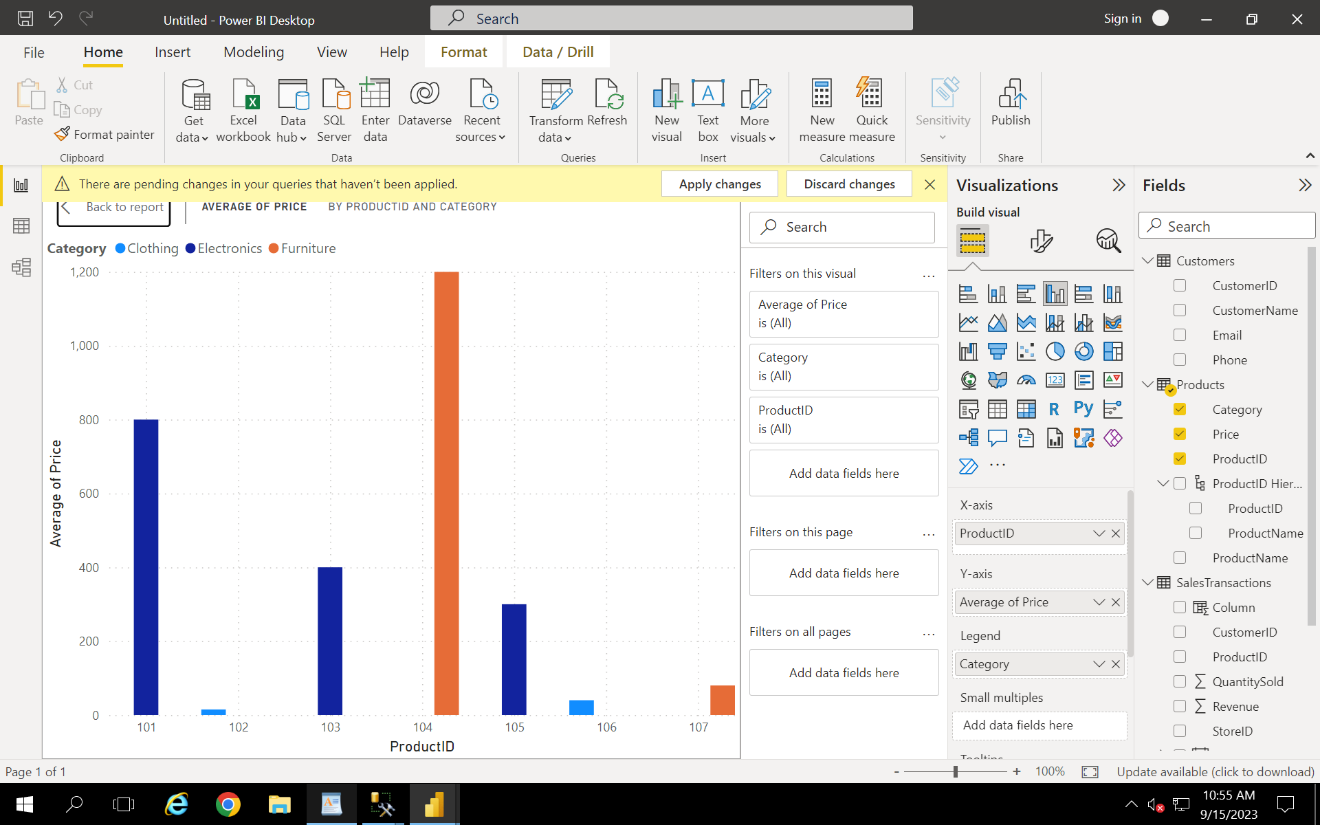 Untitled - Power BI Desktop
Search
Sign in
File
Home
Insert
Modeling
View
Help
Format
Data / Drill
Paste
Cut
Copy
Format painter
Clipboard
Get
data
Excel
workbook
Data
hub
SQL
Server
Enter
data
Dataverse
Recent
sources
Data
Transform
data
Refresh
Queries
New
visual
Text
box
More
visuals
Insert
New
measure
Quick
measure
Calculations
Sensitivity
Sensitivity
Publish
Share
There are pending changes in your queries that haven't been applied.
Apply changes
Discard changes
Back to report
AVERAGE OF PRICE
BY PRODUCTID AND CATEGORY
Category
Clothing
Electronics
Furniture
Average of Price
1,200
1,000
800
600
400
200
0
101
102
103
104
105
106
107
ProductID
Search
Filters on this visual
...
Average of Price
is (All)
Category
is (All)
ProductID
is (All)
Add data fields here
Filters on this page
...
Add data fields here
Filters on all pages
...
Add data fields here
Visualizations
Build visual
123
R
Py
...
X-axis
ProductID
Y-axis
Average of Price
Legend
Category
Small multiples
Add data fields here
Tooltips
Fields
Search
Customers
CustomerID
CustomerName
Email
Phone
Products
Category
Price
ProductID
ProductID Hier...
ProductID
ProductName
ProductName
SalesTransactions
Column
CustomerID
ProductID
QuantitySold
Revenue
StoreID
Page 1 of 1
-
+
100%
Update available (click to download)
10:55 AM
9/15/2023